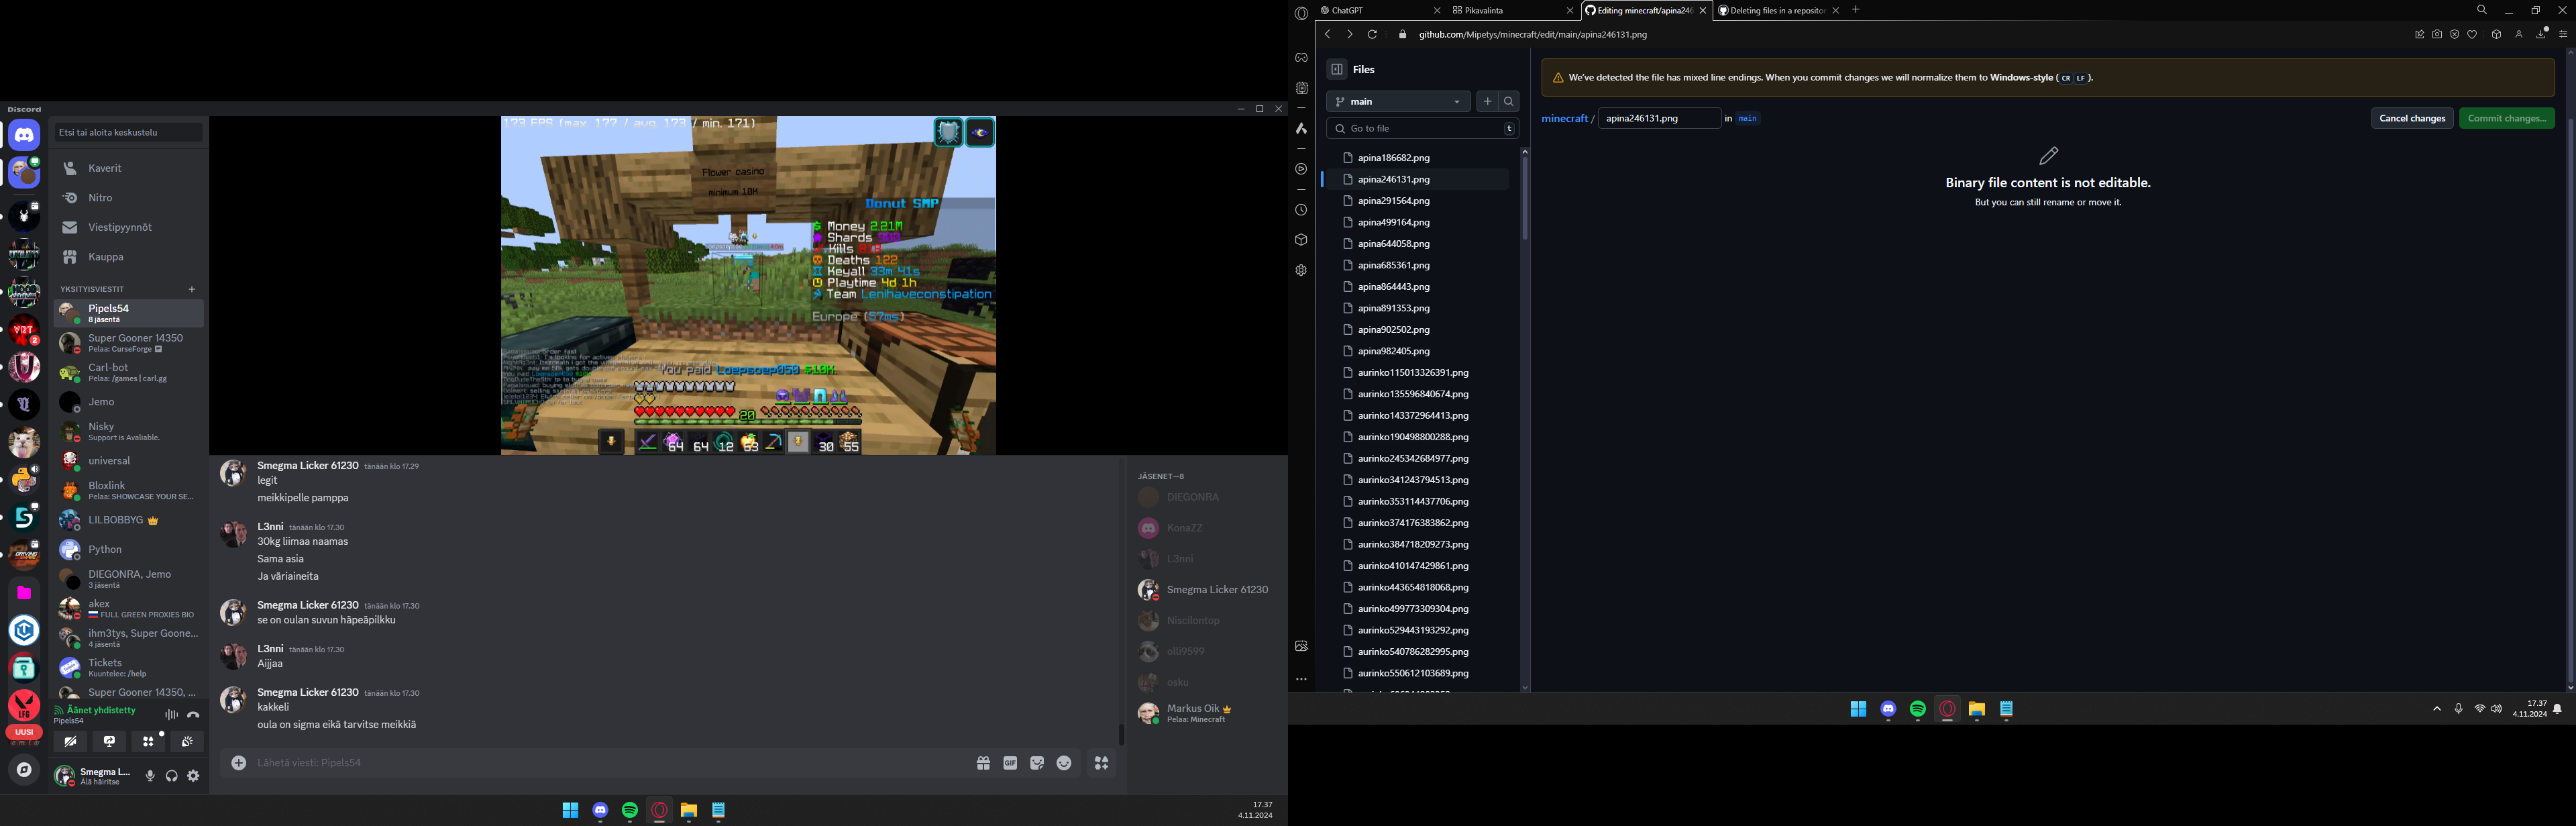 Discord
Etsi tai aloita keskustelu
Kaverit
Nitro
Viestipyynnöt
Kauppa
YKSITYISVIESTIT
Pipels54
8 jäsentä
Super Gooner 14350
Pelaa: CurseForge
Carl-bot
Pelaa: /games | carl.gg
Jemo
Nisky
Support is Avaliable.
universal
Bloxlink
Pelaa: SHOWCASE YOUR SE...
LILBOBBYG
Python
DIEGONRA, Jemo
3 jäsentä
akex
FULL GREEN PROXIES BIO
ihm3tys, Super Goone...
4 jäsentä
Tickets
Kuuntelee: /help
Super Gooner 14350, ...
2
LFG
UUSI
Äänet yhdistetty
Pipels54
Smegma L...
Älä häiritse
173 FPS (max. 177 / avg. 173 / min. 171)
Flower casino
minimum 10K
Donut SMP
Money 2.21M
Shards
Kills
Deaths 122
Keyall 33m 41s
Playtime 4d 1h
Team Lenihaveconstipation
Europe (57ms)
You paid Loepsoep059 $10K.
20
64 64 12 63 30 55
Smegma Licker 61230 tänään klo 17.29
legit
meikkipelle pamppa
L3nni tänään klo 17.30
30kg liimaa naamas
Sama asia
Ja väriaineita
Smegma Licker 61230 tänään klo 17.30
se on oulan suvun häpeäpilkku
L3nni tänään klo 17.30
Aijjaa
Smegma Licker 61230 tänään klo 17.30
kakkeli
oula on sigma eikä tarvitse meikkiä
Lähetä viesti: Pipels54
GIF
JÄSENET—8
DIEGONRA
KonaZZ
L3nni
Smegma Licker 61230
Niscilontop
olli9599
osku
Markus Oik
Pelaa: Minecraft
17.37
4.11.2024
ChatGPT
Pikavalinta
Editing minecraft/apina246
Deleting files in a repositor
github.com/Mipetys/minecraft/edit/main/apina246131.png
Files
main
Go to file
t
apina186682.png
apina246131.png
apina291564.png
apina499164.png
apina644058.png
apina685361.png
apina864443.png
apina891353.png
apina902502.png
apina982405.png
aurinko115013326391.png
aurinko135596840674.png
aurinko143372964413.png
aurinko190498800288.png
aurinko245342684977.png
aurinko341243794513.png
aurinko353114437706.png
aurinko374176383862.png
aurinko384718209273.png
aurinko410147429861.png
aurinko443654818068.png
aurinko499773309304.png
aurinko529443193292.png
aurinko540786282995.png
aurinko550612103689.png
We've detected the file has mixed line endings. When you commit changes we will normalize them to Windows-style ( CR LF ).
minecraft / apina246131.png in main
Cancel changes
Commit changes...
Binary file content is not editable.
But you can still rename or move it.
17.37
4.11.2024